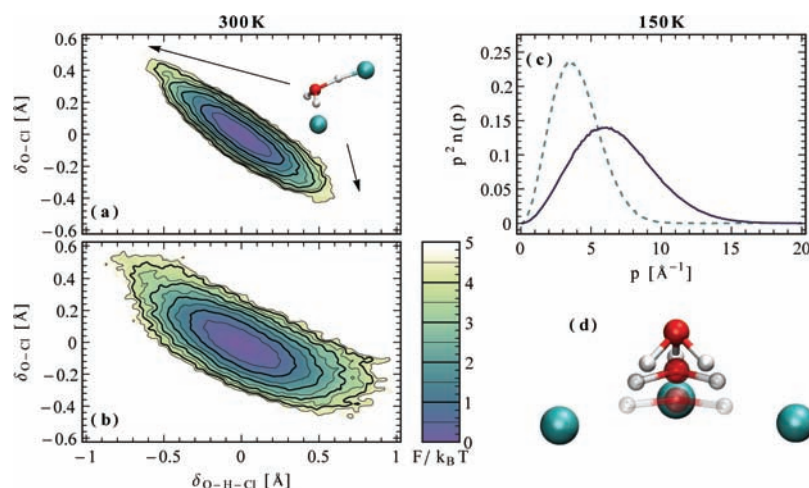 300K
150K
0.6
0.4
0.2
0
−0.2
−0.4
−0.6
δO−Cl [Å]
(a)
0.6
0.4
0.2
0
−0.2
−0.4
−0.6
δO−Cl [Å]
(b)
−1 −0.5 0 0.5 1
δO−H−Cl [Å]
5
4
3
2
1
0
F/kBT
0.25
0.2
0.15
0.1
0.05
0
p²n(p)
(c)
0 5 10 15 20
p [Å⁻¹]
(d)